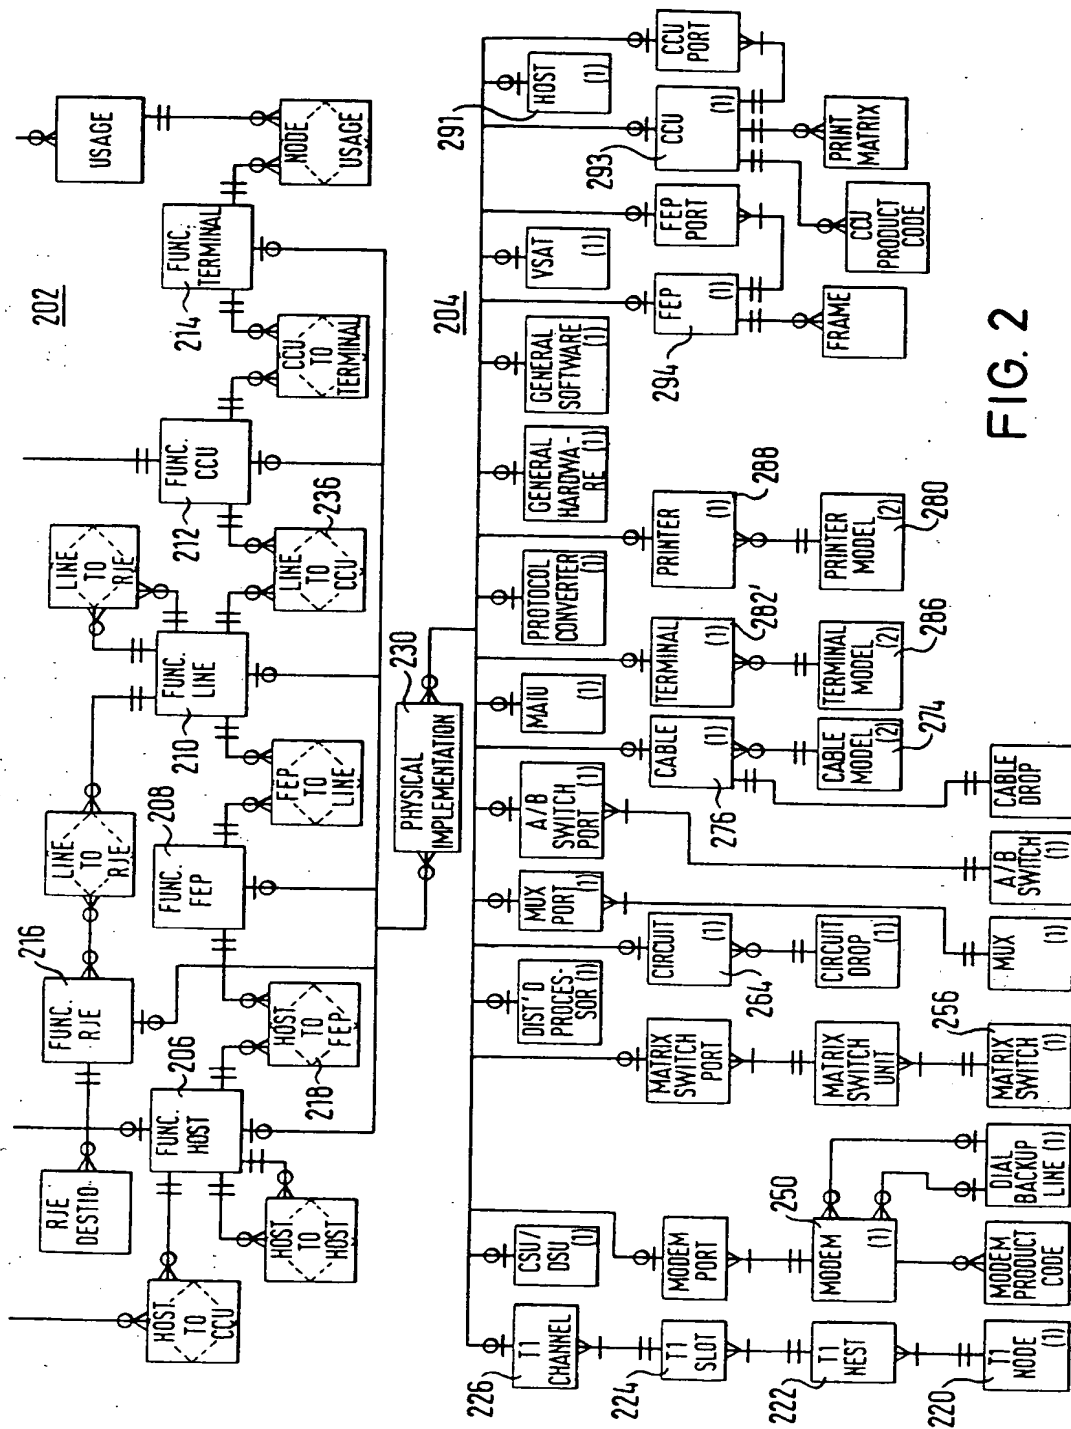 202
USAGE
NODE
USAGE
FUNC.
TERMINAL
214
CCU
TO
TERMINAL
FUNC.
CCU
212
LINE
TO
RJE
LINE
TO
CCU
236
FUNC.
LINE
210
FEP
TO
LINE
LINE
TO
RJE
208
FUNC.
FEP
216
FUNC.
RJE
206
FUNC.
HOST
HOST
TO
FEP
218
RJE
DESTIO
HOST
TO
HOST
HOST
TO
CCU
230
PHYSICAL
IMPLEMENTATION
204
T1
CHANNEL
226
CSU/
DSU (1)
DIST'D
PROCES-
SOR (1)
MUX
PORT (1)
A/B
SWITCH
PORT (1)
MAIU
(1)
PROTOCOL
CONVERTER
(1)
GENERAL
HARDWA-
RE (1)
GENERAL
SOFTWARE
(1)
VSAT
(1)
HOST
(1)
291
T1
SLOT
224
MODEM
PORT
MATRIX
SWITCH
PORT
CIRCUIT
(1)
264
CABLE
(1)
276
TERMINAL
(1)
282'
PRINTER
(1)
288
FEP
(1)
294
FEP
PORT
CCU
(1)
293
CCU
PORT
T1
NEST
222
MODEM
(1)
250
MATRIX
SWITCH
UNIT
CIRCUIT
DROP (1)
CABLE
MODEL
(2)
274
TERMINAL
MODEL
(2)
286
PRINTER
MODEL
(2)
280
FRAME
CCU
PRODUCT
CODE
PRINT
MATRIX
T1
NODE
(1)
220
MODEM
PRODUCT
CODE
DIAL
BACKUP
LINE (1)
MATRIX
SWITCH
(1)
256
MUX
(1)
A/B
SWITCH
(1)
CABLE
DROP
FIG. 2